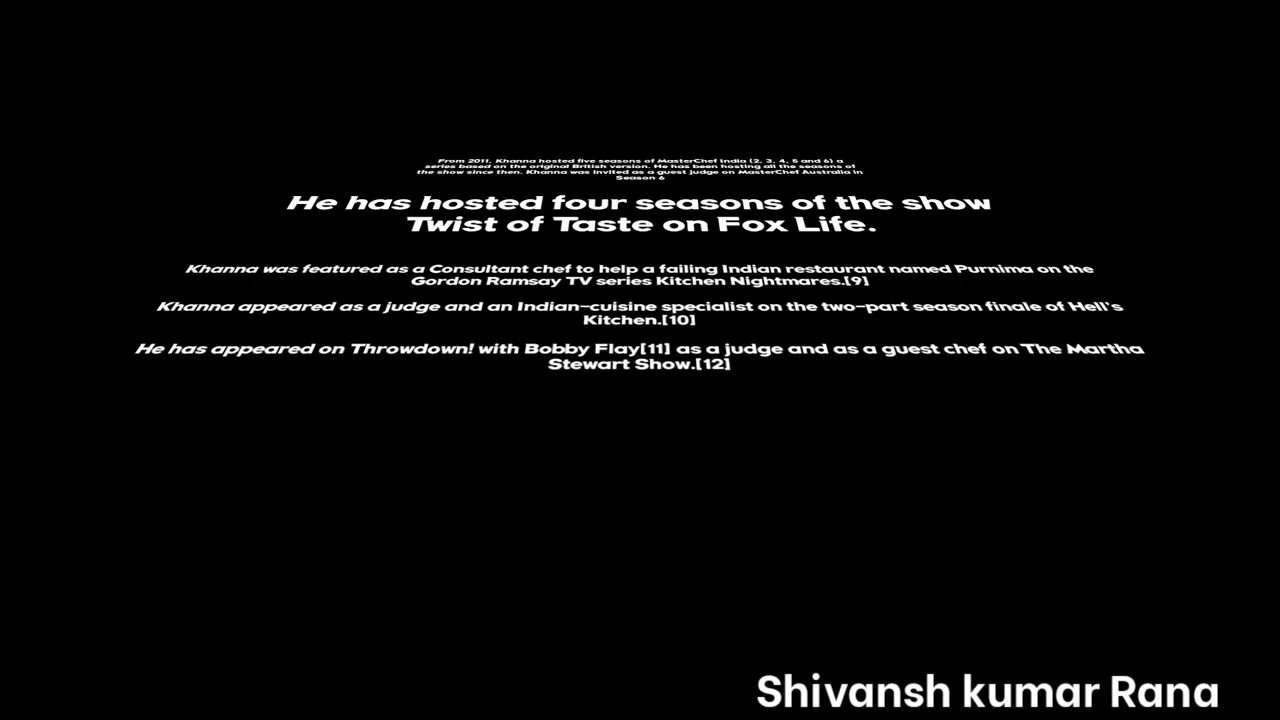 From 2011, Khanna hosted five seasons of MasterChef India (2, 3, 4, 5 and 6) a
series based on the original British version. He has been hosting all the seasons of
the show since then. Khanna was invited as a guest judge on MasterChef Australia in
Season 6
He has hosted four seasons of the show
Twist of Taste on Fox Life.
Khanna was featured as a Consultant chef to help a failing Indian restaurant named Purnima on the
Gordon Ramsay TV series Kitchen Nightmares.[9]
Khanna appeared as a judge and an Indian-cuisine specialist on the two-part season finale of Hell's
Kitchen.[10]
He has appeared on Throwdown! with Bobby Flay[11] as a judge and as a guest chef on The Martha
Stewart Show.[12]
Shivansh kumar Rana